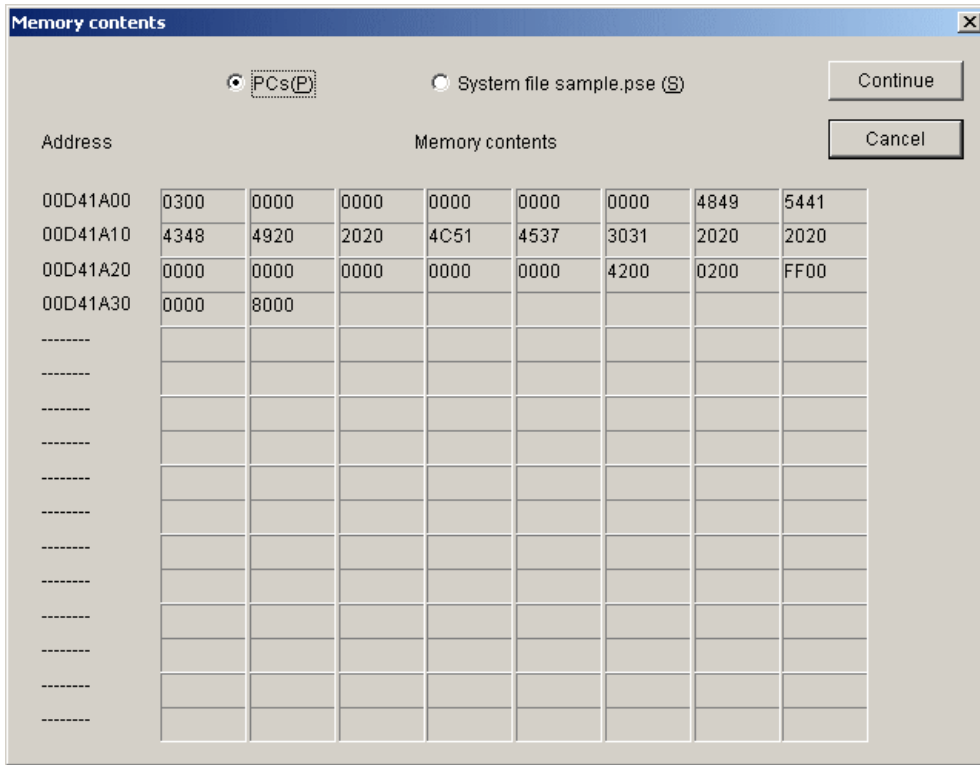 Memory contents
PCs(P) System file sample.pse (S) Continue
Address Memory contents Cancel
00D41A00 0300 0000 0000 0000 0000 0000 4849 5441
00D41A10 4348 4920 2020 4C51 4537 3031 2020 2020
00D41A20 0000 0000 0000 0000 0000 4200 0200 FF00
00D41A30 0000 8000
--------
--------
--------
--------
--------
--------
--------
--------
--------
--------
--------
--------